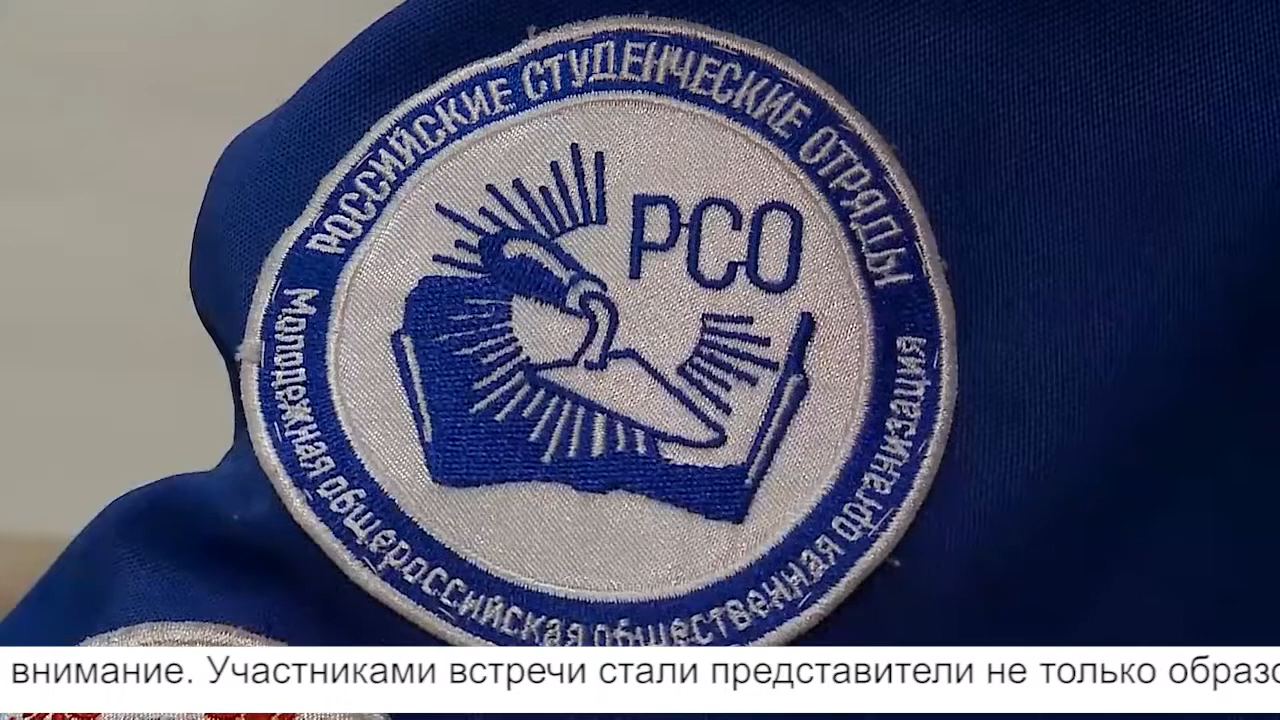 РОССИЙСКИЕ СТУДЕНЧЕСКИЕ ОТРЯДЫ
РСО
Молодежная общероссийская общественная организация
внимание. Участниками встречи стали представители не только образо